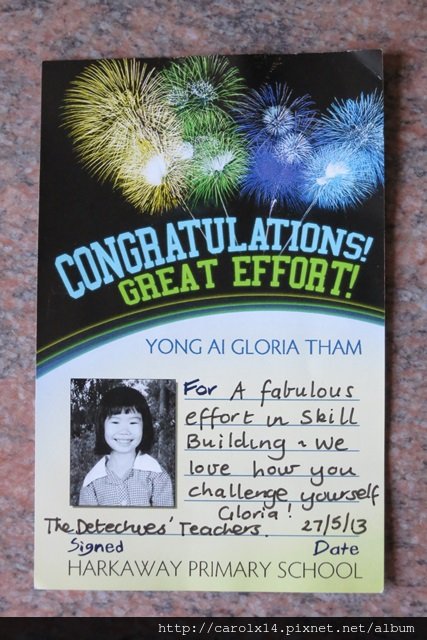 CONGRATULATIONS!
GREAT EFFORT!
YONG AI GLORIA THAM
For A fabulous
effort in Skill
Building ~ We
love how you
challenge yourself
Gloria!
The Detectives' Teachers. 27/5/13
Signed Date
HARKAWAY PRIMARY SCHOOL
http://carolx14.pixnet.net/album